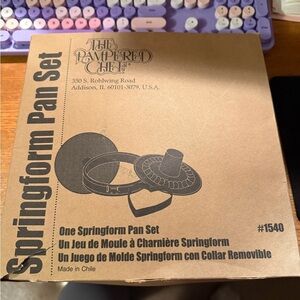 THE
PAMPERED
CHEF
350 S. Rohlwing Road
Addison, IL 60101-3079, U.S.A.
Springform Pan Set
One Springform Pan Set
#1540
Un Jeu de Moule à Charnière Springform
Un Juego de Molde Springform con Collar Removible
Made in Chile